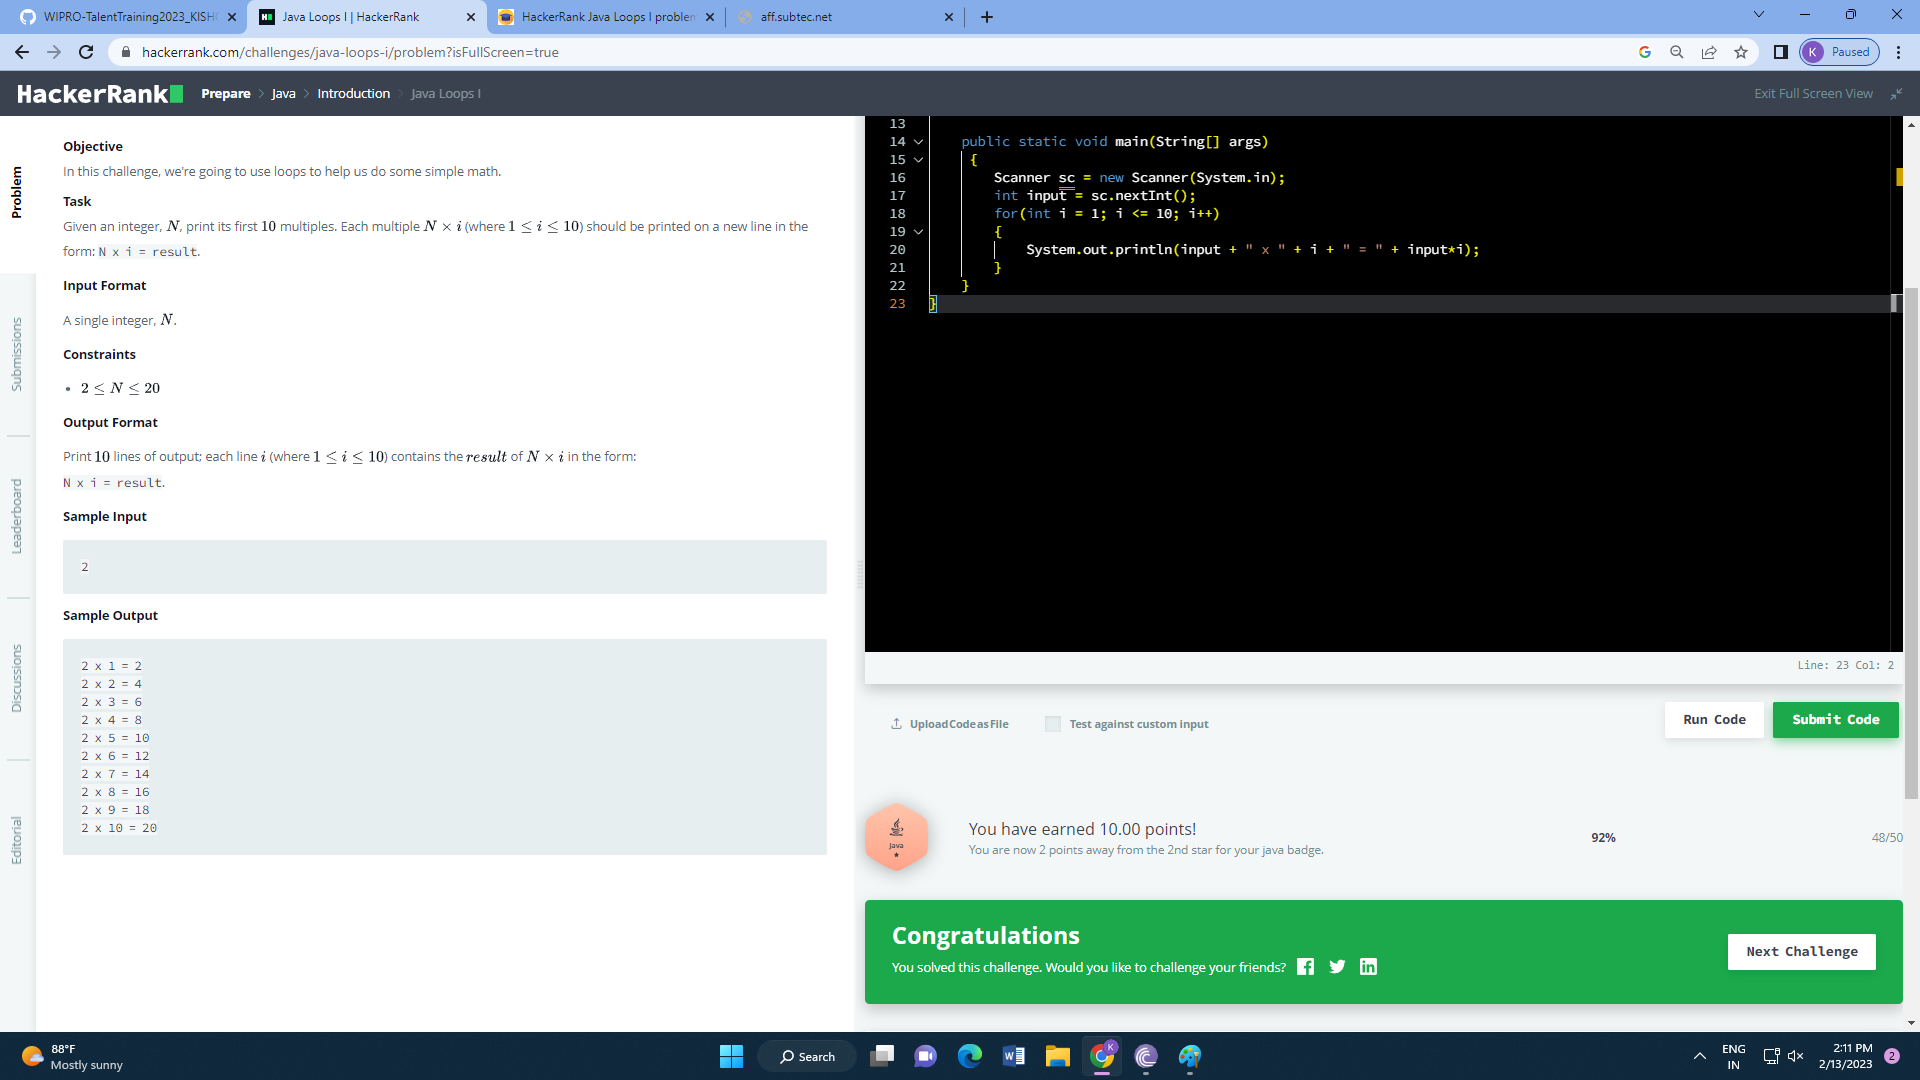 WIPRO-TalentTraining2023_KISH
Java Loops I | HackerRank
HackerRank Java Loops I problem
aff.subtec.net
hackerrank.com/challenges/java-loops-i/problem?isFullScreen=true
K Paused
HackerRank
Prepare > Java > Introduction > Java Loops I
Exit Full Screen View
Problem
Submissions
Leaderboard
Discussions
Editorial
Objective
In this challenge, we're going to use loops to help us do some simple math.
Task
Given an integer, N, print its first 10 multiples. Each multiple N × i (where 1 ≤ i ≤ 10) should be printed on a new line in the
form: N x i = result.
Input Format
A single integer, N.
Constraints
• 2 ≤ N ≤ 20
Output Format
Print 10 lines of output; each line i (where 1 ≤ i ≤ 10) contains the result of N × i in the form:
N x i = result.
Sample Input
2
Sample Output
2 x 1 = 2
2 x 2 = 4
2 x 3 = 6
2 x 4 = 8
2 x 5 = 10
2 x 6 = 12
2 x 7 = 14
2 x 8 = 16
2 x 9 = 18
2 x 10 = 20
13
14 public static void main(String[] args)
15 {
16 Scanner sc = new Scanner(System.in);
17 int input = sc.nextInt();
18 for(int i = 1; i <= 10; i++)
19 {
20 System.out.println(input + " x " + i + " = " + input*i);
21 }
22 }
23 }
Line: 23 Col: 2
Upload Code as File
Test against custom input
Run Code
Submit Code
Java
You have earned 10.00 points!
You are now 2 points away from the 2nd star for your java badge.
92%
48/50
Congratulations
You solved this challenge. Would you like to challenge your friends?
Next Challenge
88°F
Mostly sunny
Search
K
ENG
IN
2:11 PM
2/13/2023
2